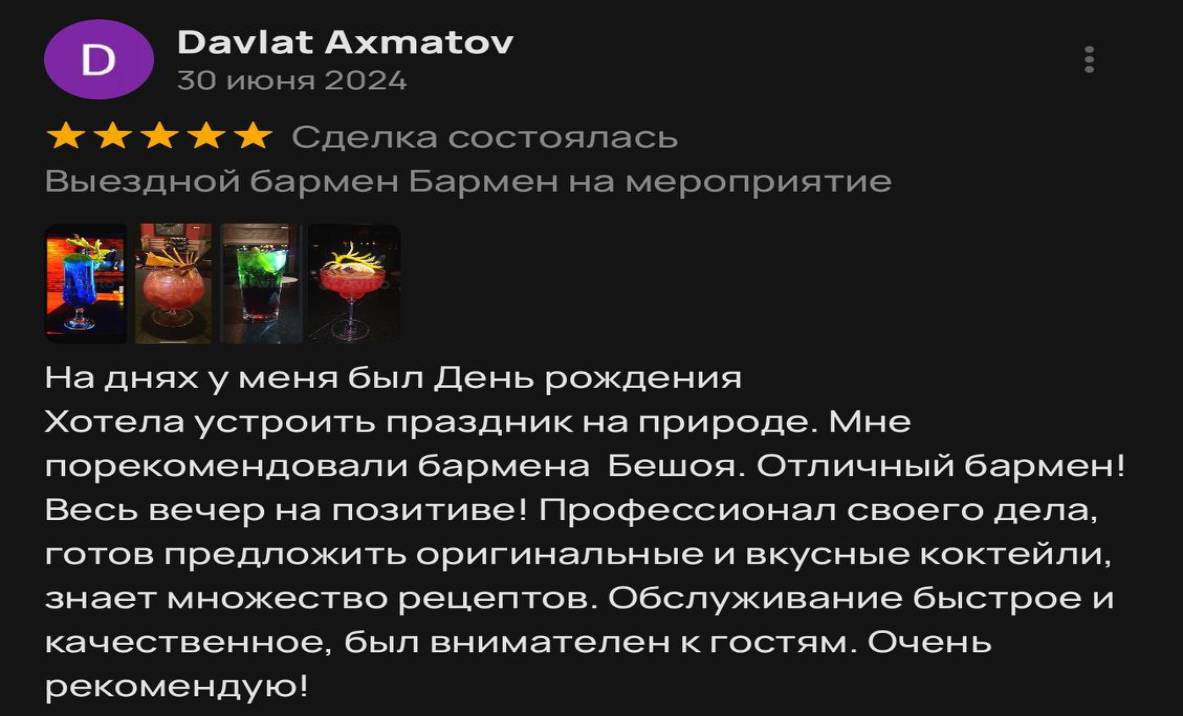 D
Davlat Axmatov
30 июня 2024
Сделка состоялась
Выездной бармен Бармен на мероприятие
На днях у меня был День рождения
Хотела устроить праздник на природе. Мне
порекомендовали бармена  Бешоя. Отличный бармен!
Весь вечер на позитиве! Профессионал своего дела,
готов предложить оригинальные и вкусные коктейли,
знает множество рецептов. Обслуживание быстрое и
качественное, был внимателен к гостям. Очень
рекомендую!